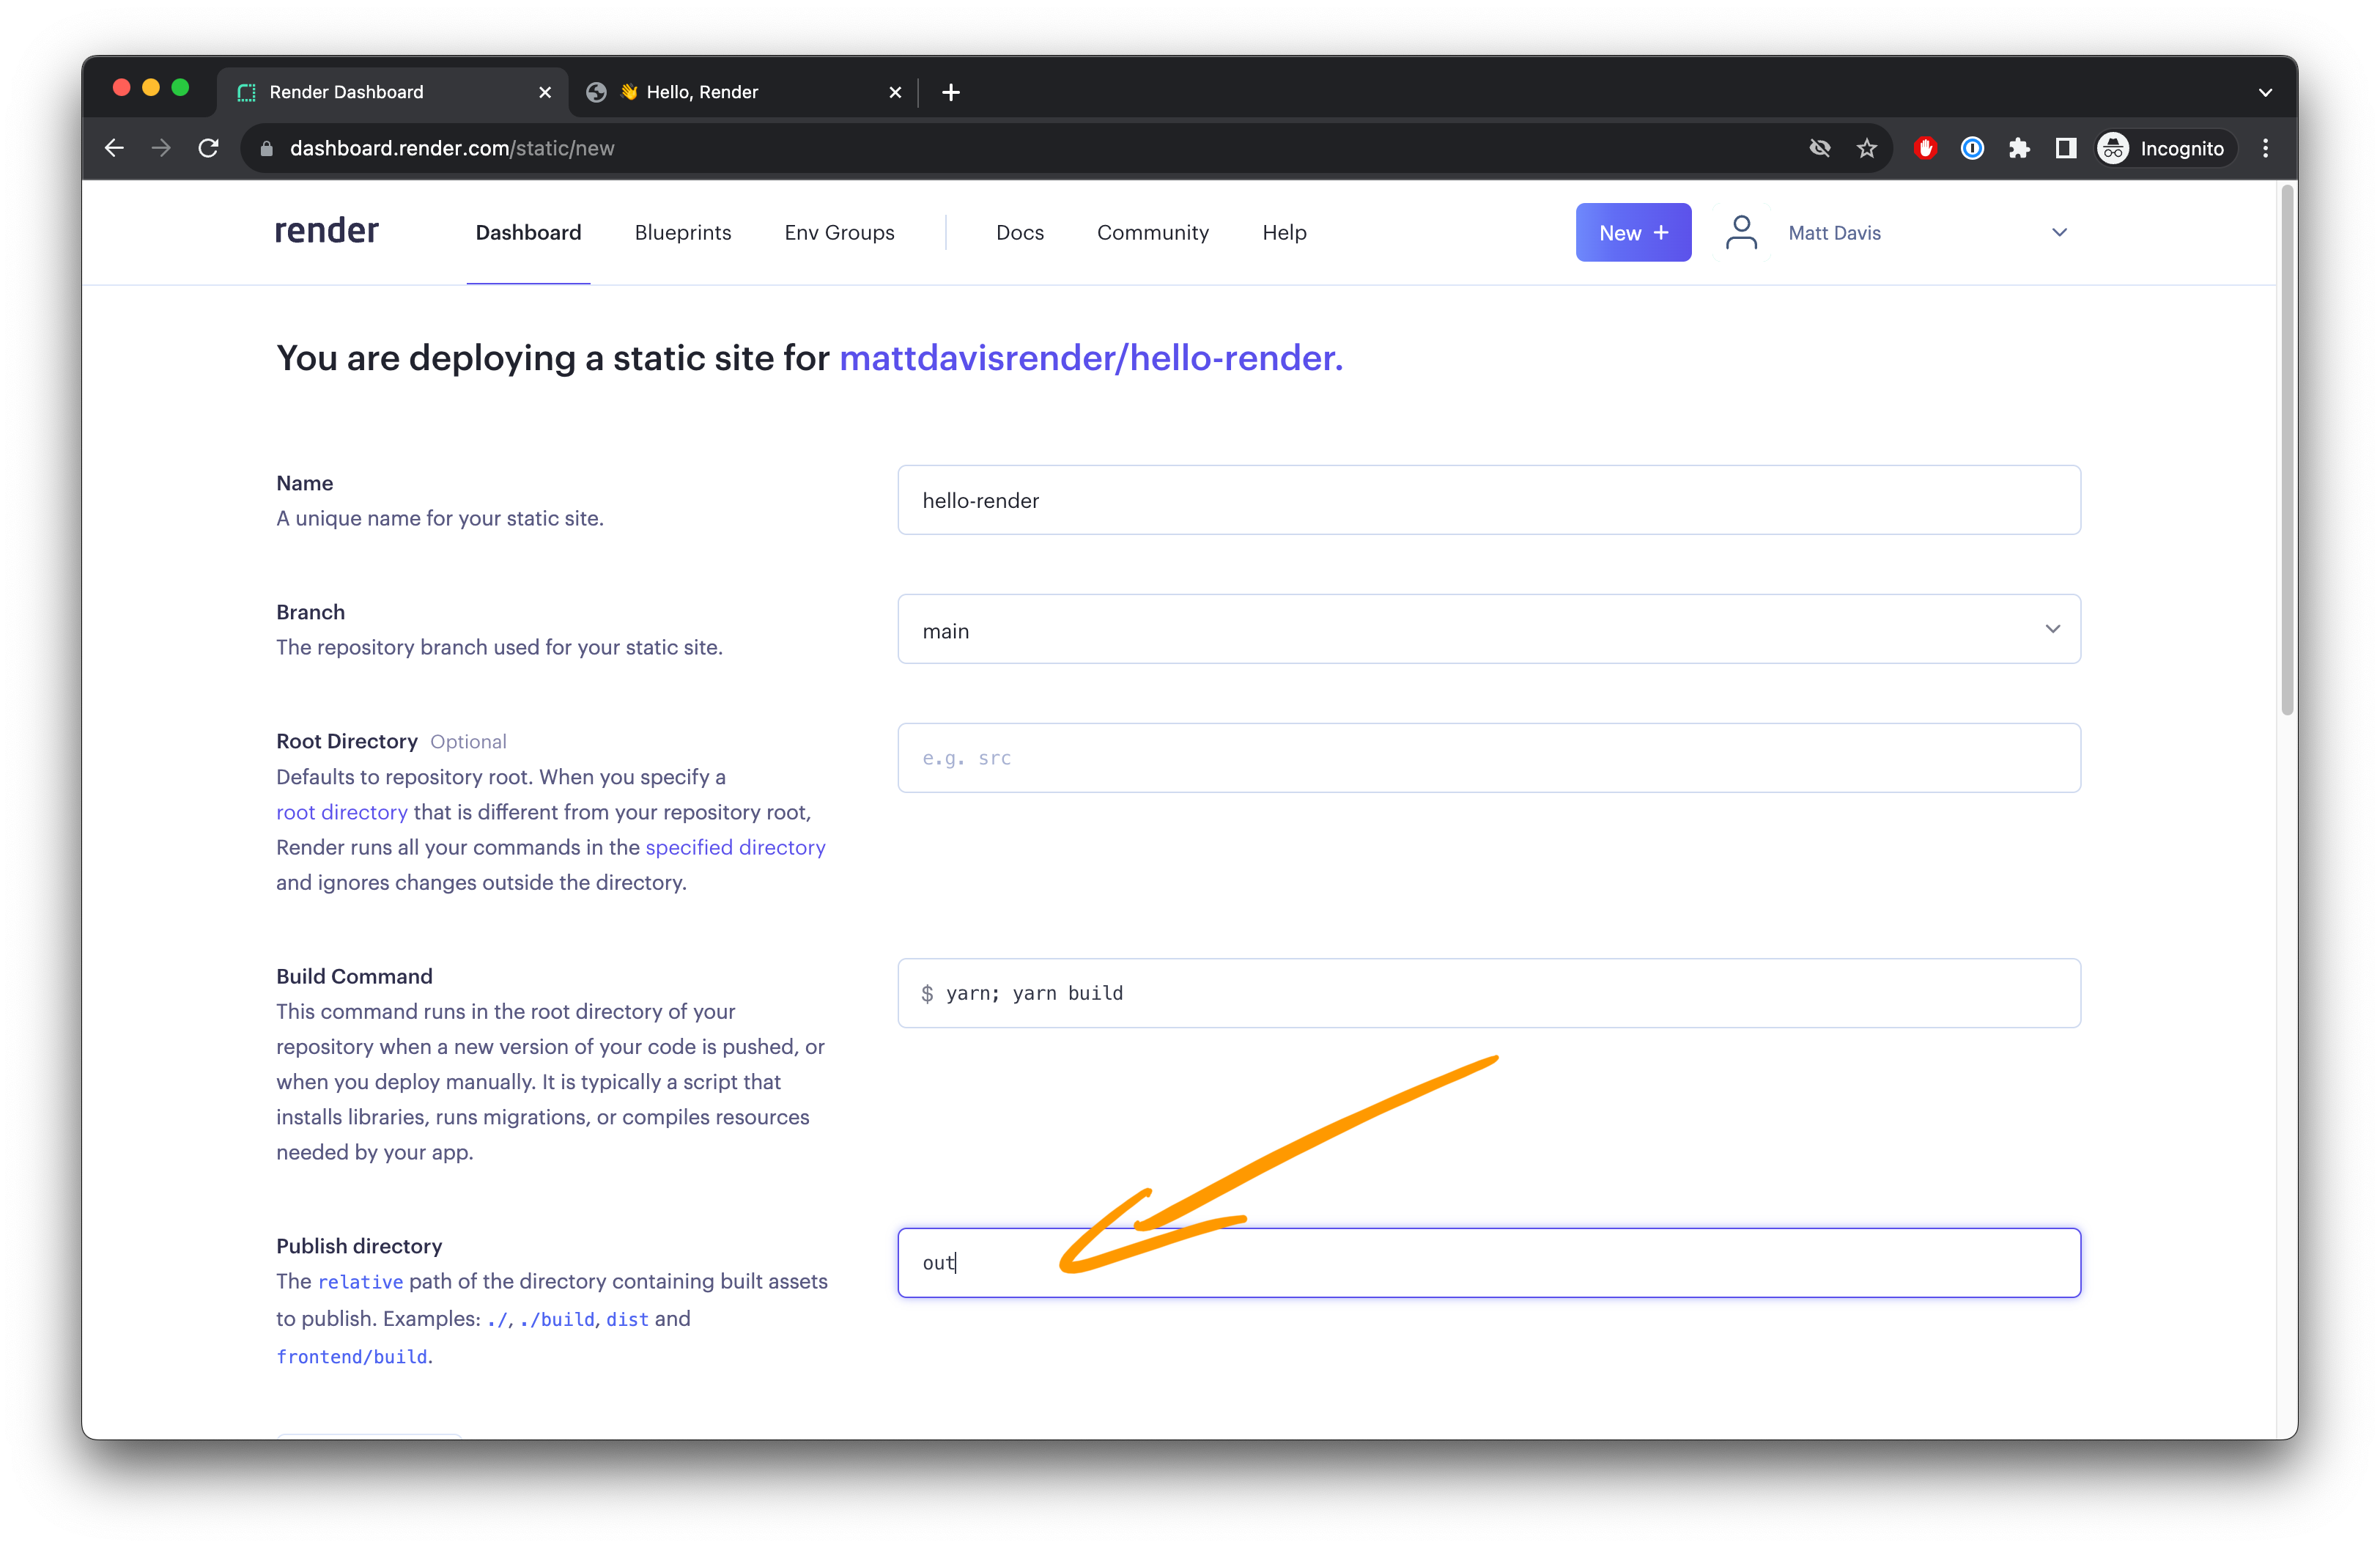 Render Dashboard
👋 Hello, Render
dashboard.render.com/static/new
Incognito
render
Dashboard
Blueprints
Env Groups
Docs
Community
Help
New +
Matt Davis
You are deploying a static site for mattdavisrender/hello-render.
Name
A unique name for your static site.
hello-render
Branch
The repository branch used for your static site.
main
Root Directory Optional
Defaults to repository root. When you specify a
root directory that is different from your repository root,
Render runs all your commands in the specified directory
and ignores changes outside the directory.
e.g. src
Build Command
This command runs in the root directory of your
repository when a new version of your code is pushed, or
when you deploy manually. It is typically a script that
installs libraries, runs migrations, or compiles resources
needed by your app.
$ yarn; yarn build
Publish directory
The relative path of the directory containing built assets
to publish. Examples: ./, ./build, dist and
frontend/build.
out